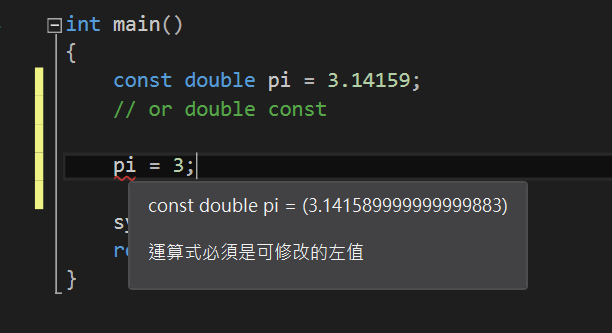 int main()
{
const double pi = 3.14159;
// or double const
pi = 3;
const double pi = (3.141589999999999883)
運算式必須是可修改的左值
sy
re
}